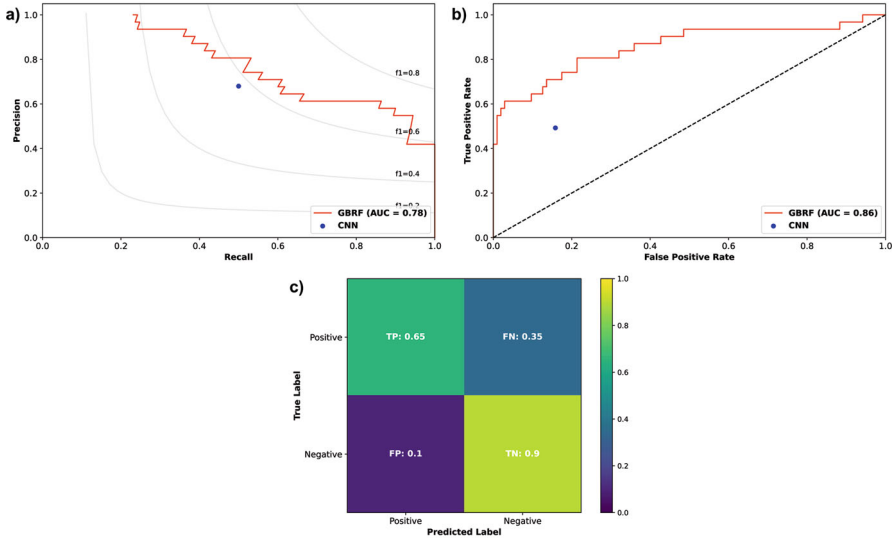 a)
1.0
0.8
0.6
0.4
0.2
0.0
Precision
f1=0.8
f1=0.6
f1=0.4
f1=0.2
GBRF (AUC = 0.78)
CNN
0.0 0.2 0.4 0.6 0.8 1.0
Recall
b)
1.0
0.8
0.6
0.4
0.2
0.0
True Positive Rate
GBRF (AUC = 0.86)
CNN
0.0 0.2 0.4 0.6 0.8 1.0
False Positive Rate
c)
True Label
Positive
Negative
TP: 0.65 FN: 0.35
FP: 0.1 TN: 0.9
Positive Negative
Predicted Label
1.0
0.8
0.6
0.4
0.2
0.0